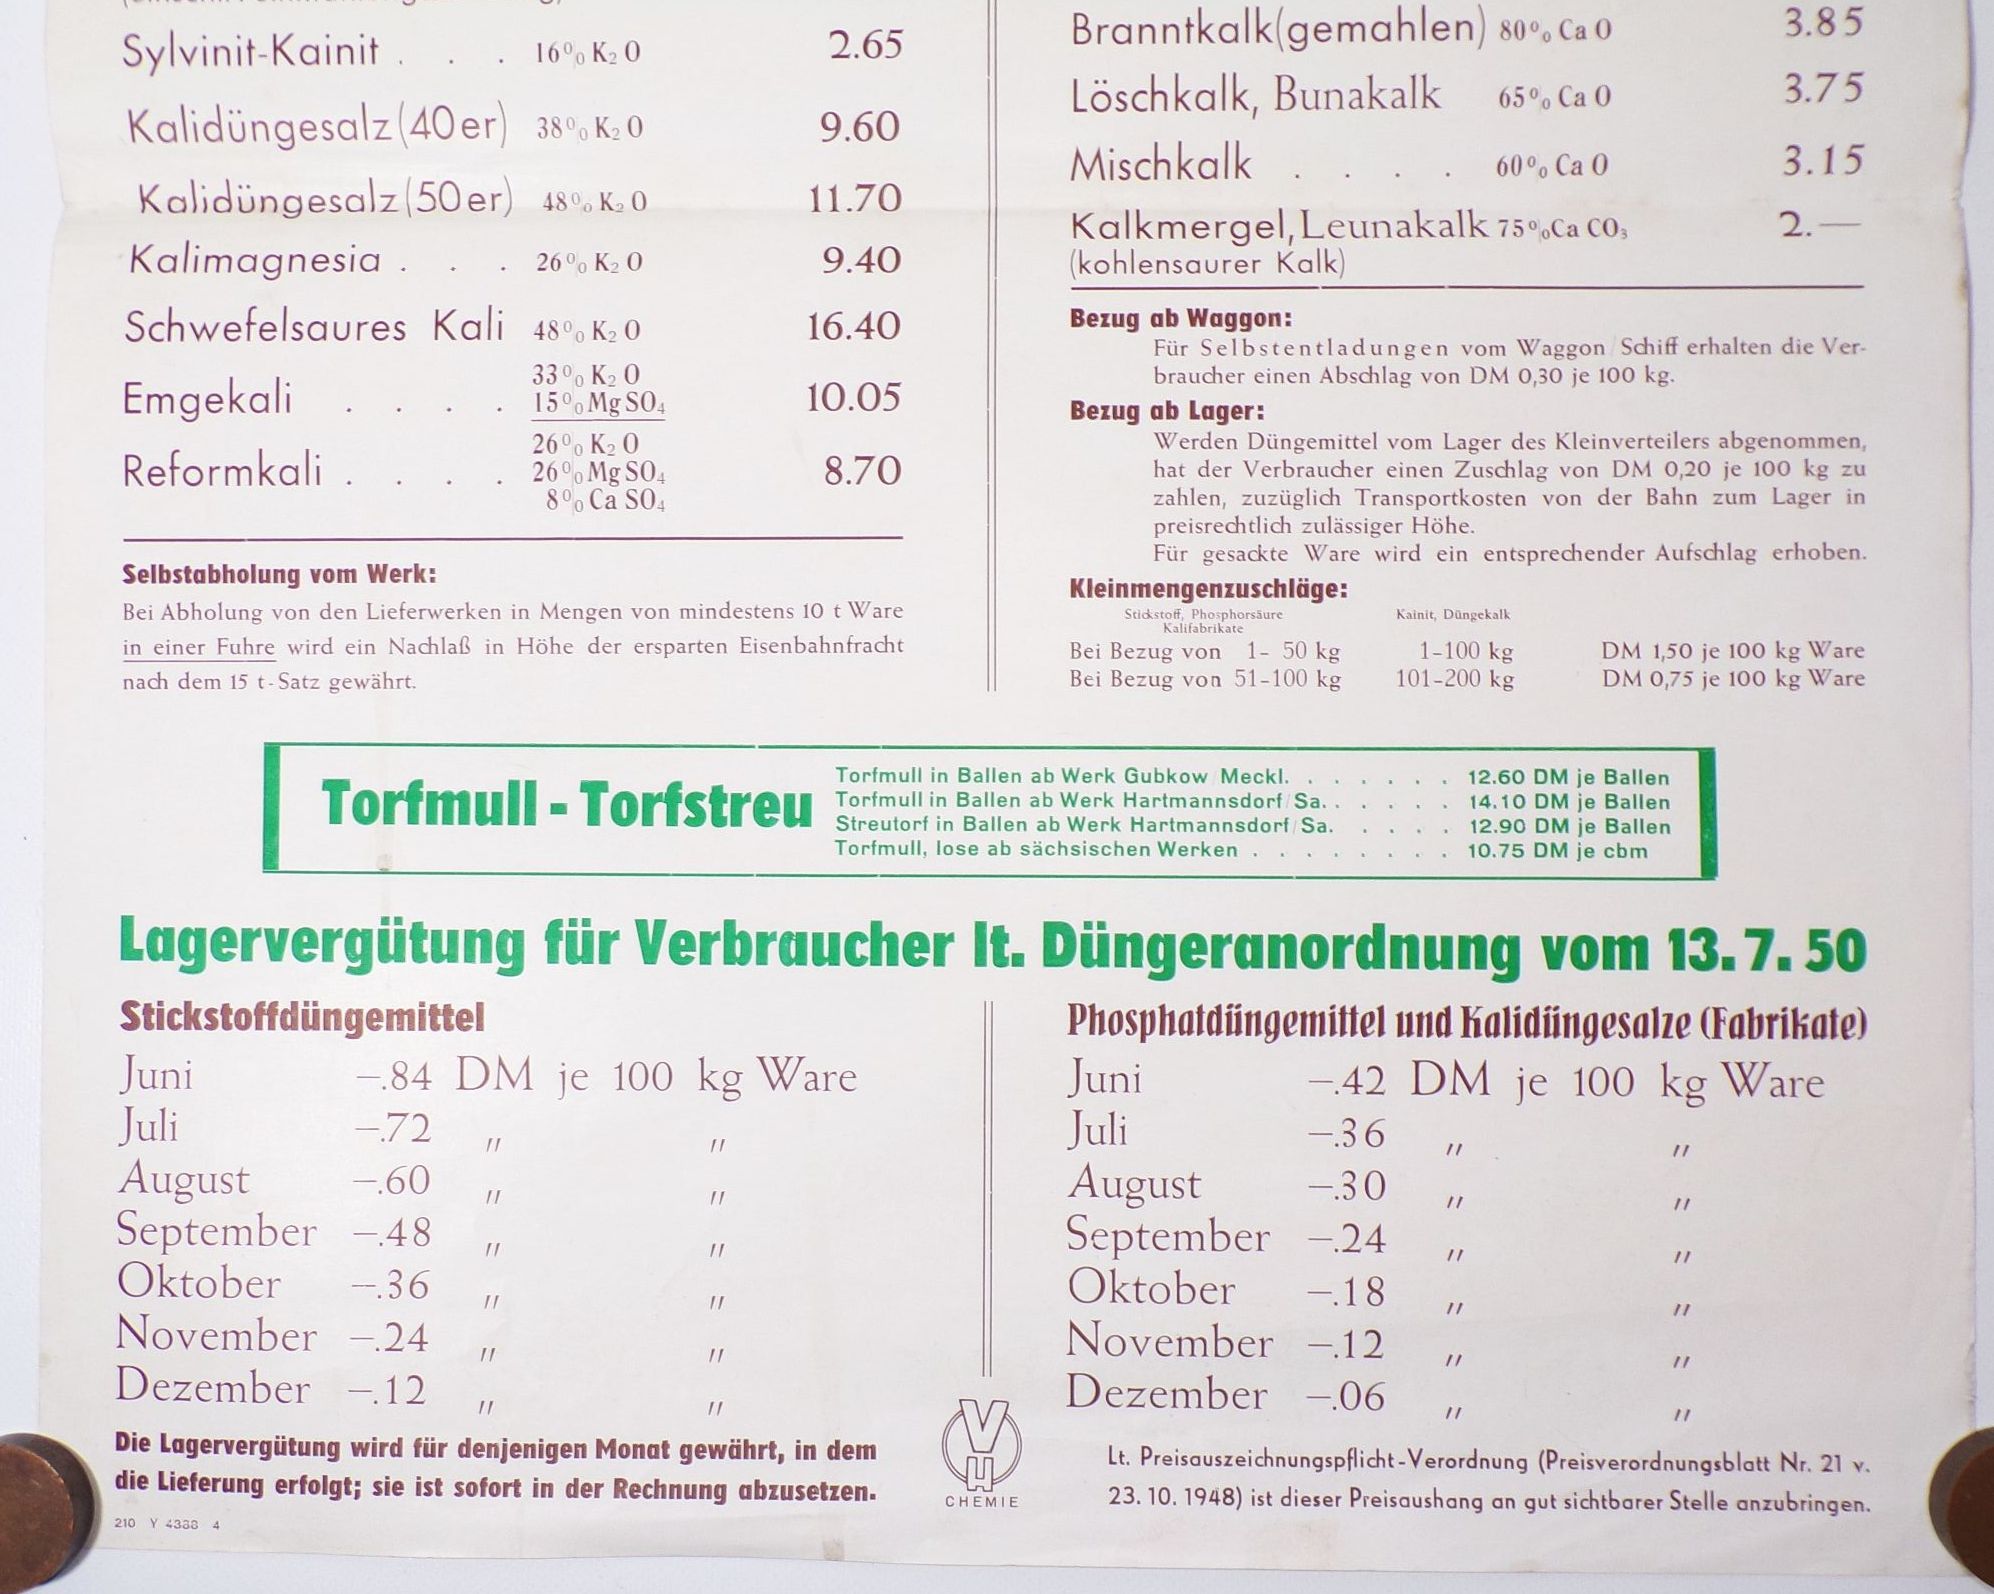 Sylvinit-Kainit . . . 16% K₂O 2.65
Kalidüngesalz (40er) 38% K₂O 9.60
Kalidüngesalz (50er) 48% K₂O 11.70
Kalimagnesia . . . 26% K₂O 9.40
Schwefelsaures Kali 48% K₂O 16.40
33% K₂O
Emgekali . . . . 15% MgSO₄ 10.05
26% K₂O
Reformkali . . . . 26% MgSO₄ 8.70
8% CaSO₄
Selbstabholung vom Werk:
Bei Abholung von den Lieferwerken in Mengen von mindestens 10 t Ware
in einer Fuhre wird ein Nachlaß in Höhe der ersparten Eisenbahnfracht
nach dem 15 t-Satz gewährt.
Branntkalk (gemahlen) 80% CaO 3.85
Löschkalk, Bunakalk 65% CaO 3.75
Mischkalk . . . . 60% CaO 3.15
Kalkmergel, Leunakalk 75% CaCO₃ 2.—
(kohlensaurer Kalk)
Bezug ab Waggon:
Für Selbstentladungen vom Waggon/Schiff erhalten die Ver-
braucher einen Abschlag von DM 0,30 je 100 kg.
Bezug ab Lager:
Werden Düngemittel vom Lager des Kleinverteilers abgenommen,
hat der Verbraucher einen Zuschlag von DM 0,20 je 100 kg zu
zahlen, zuzüglich Transportkosten von der Bahn zum Lager in
preisrechtlich zulässiger Höhe.
Für gesackte Ware wird ein entsprechender Aufschlag erhoben.
Kleinmengenzuschläge:
Stickstoff, Phosphorsäure Kainit, Düngekalk
Kalifabrikate
Bei Bezug von 1- 50 kg 1-100 kg DM 1,50 je 100 kg Ware
Bei Bezug von 51-100 kg 101-200 kg DM 0,75 je 100 kg Ware
Torfmull - Torfstreu
Torfmull in Ballen ab Werk Gubkow/Meckl. . . . . . . 12.60 DM je Ballen
Torfmull in Ballen ab Werk Hartmannsdorf/Sa. . . . . . 14.10 DM je Ballen
Streutorf in Ballen ab Werk Hartmannsdorf/Sa. . . . . 12.90 DM je Ballen
Torfmull, lose ab sächsischen Werken . . . . . . . . 10.75 DM je cbm
Lagervergütung für Verbraucher lt. Düngeranordnung vom 13. 7. 50
Stickstoffdüngemittel
Juni —.84 DM je 100 kg Ware
Juli —.72 " "
August —.60 " "
September —.48 " "
Oktober —.36 " "
November —.24 " "
Dezember —.12 " "
Die Lagervergütung wird für denjenigen Monat gewährt, in dem
die Lieferung erfolgt; sie ist sofort in der Rechnung abzusetzen.
210 Y 4388 4
Phosphatdüngemittel und Kalidüngesalze (Fabrikate)
Juni —.42 DM je 100 kg Ware
Juli —.36 " "
August —.30 " "
September —.24 " "
Oktober —.18 " "
November —.12 " "
Dezember —.06 " "
Lt. Preisauszeichnungspflicht-Verordnung (Preisverordnungsblatt Nr. 21 v.
23. 10. 1948) ist dieser Preisaushang an gut sichtbarer Stelle anzubringen.
CHEMIE